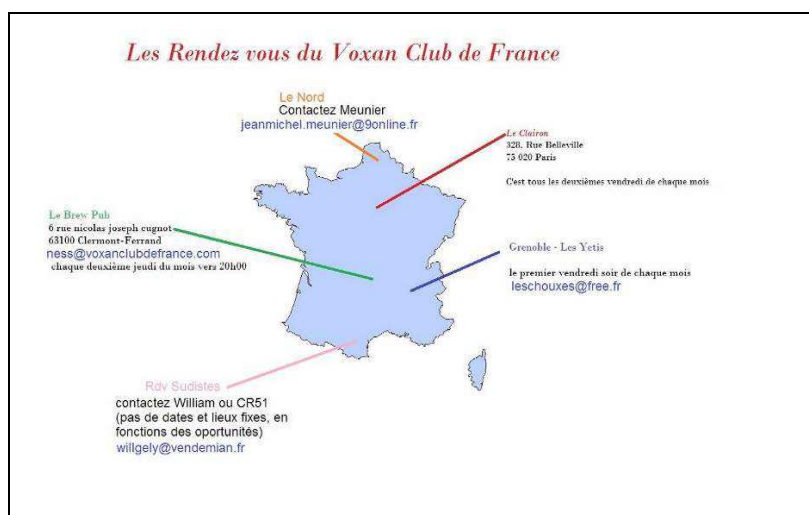 Les Rendez vous du Voxan Club de France
Le Nord
Contactez Meunier
jeanmichel.meunier@9online.fr
Le Clairon
328, Rue Belleville
75 020 Paris
C'est tous les deuxièmes vendredi de chaque mois
Le Brew Pub
6 rue nicolas joseph cugnot
63100 Clermont-Ferrand
ness@voxanclubdefrance.com
chaque deuxième jeudi du mois vers 20h00
Grenoble - Les Yetis
le premier vendredi soir de chaque mois
leschouxes@free.fr
Rdv Sudistes
contactez William ou CR51
(pas de dates et lieux fixes, en
fonctions des oportunités)
willgely@vendemian.fr